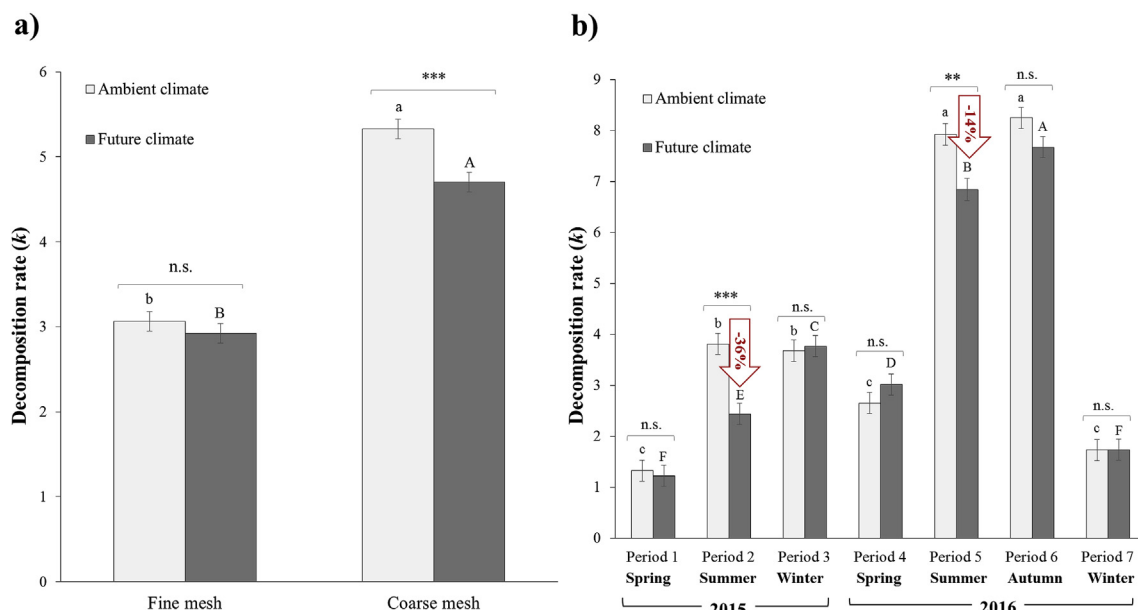 a)
Decomposition rate (k)
6
5
4
3
2
1
0
Ambient climate
Future climate
n.s.
b
B
***
a
A
Fine mesh
Coarse mesh
b)
Decomposition rate (k)
9
8
7
6
5
4
3
2
1
0
Ambient climate
Future climate
n.s.
c
F
***
b
-36%
E
n.s.
b
C
n.s.
c
D
**
a
-14%
B
n.s.
a
A
n.s.
c
F
Period 1 Period 2 Period 3 Period 4 Period 5 Period 6 Period 7
Spring Summer Winter Spring Summer Autumn Winter
2015 2016